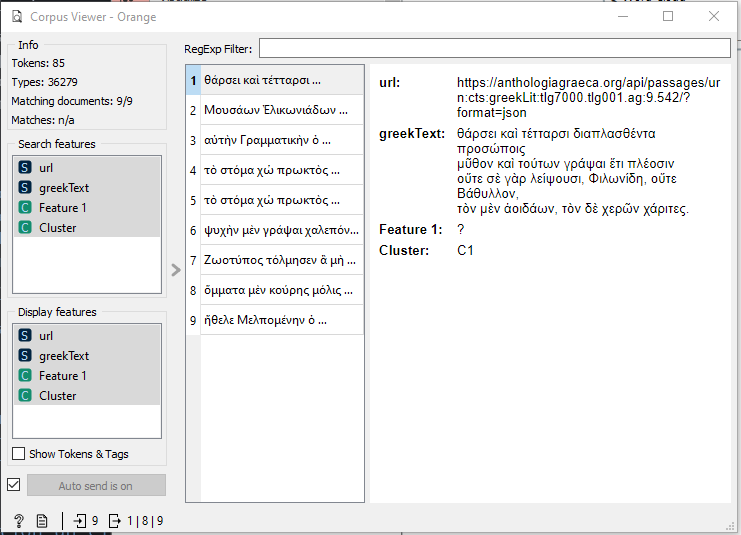 Corpus Viewer - Orange
Info
Tokens: 85
Types: 36279
Matching documents: 9/9
Matches: n/a
Search features
S url
S greekText
C Feature 1
C Cluster
Display features
S url
S greekText
C Feature 1
C Cluster
Show Tokens & Tags
Auto send is on
? 9 1|8|9
RegExp Filter:
1 θάρσει καὶ τέτταρσι ...
2 Μουσάων Ἑλικωνιάδων ...
3 αὐτὴν Γραμματικὴν ὁ ...
4 τὸ στόμα χὠ πρωκτὸς ...
5 τὸ στόμα χὠ πρωκτὸς ...
6 ψυχὴν μὲν γράψαι χαλεπόν...
7 Ζωοτύπος τόλμησεν ἃ μὴ ...
8 ὄμματα μὲν κούρης μόλις ...
9 ἤθελε Μελπομένην ὁ ...
url: https://anthologiagraeca.org/api/passages/ur
n:cts:greekLit:tlg7000.tlg001.ag:9.542/?
format=json
greekText: θάρσει καὶ τέτταρσι διαπλασθέντα
προσώποις
μῦθον καὶ τούτων γράψαι ἔτι πλέοσιν
οὔτε σὲ γὰρ λείψουσι, Φιλωνίδη, οὔτε
Βάθυλλον,
τὸν μὲν ἀοιδάων, τὸν δὲ χερῶν χάριτες.
Feature 1: ?
Cluster: C1